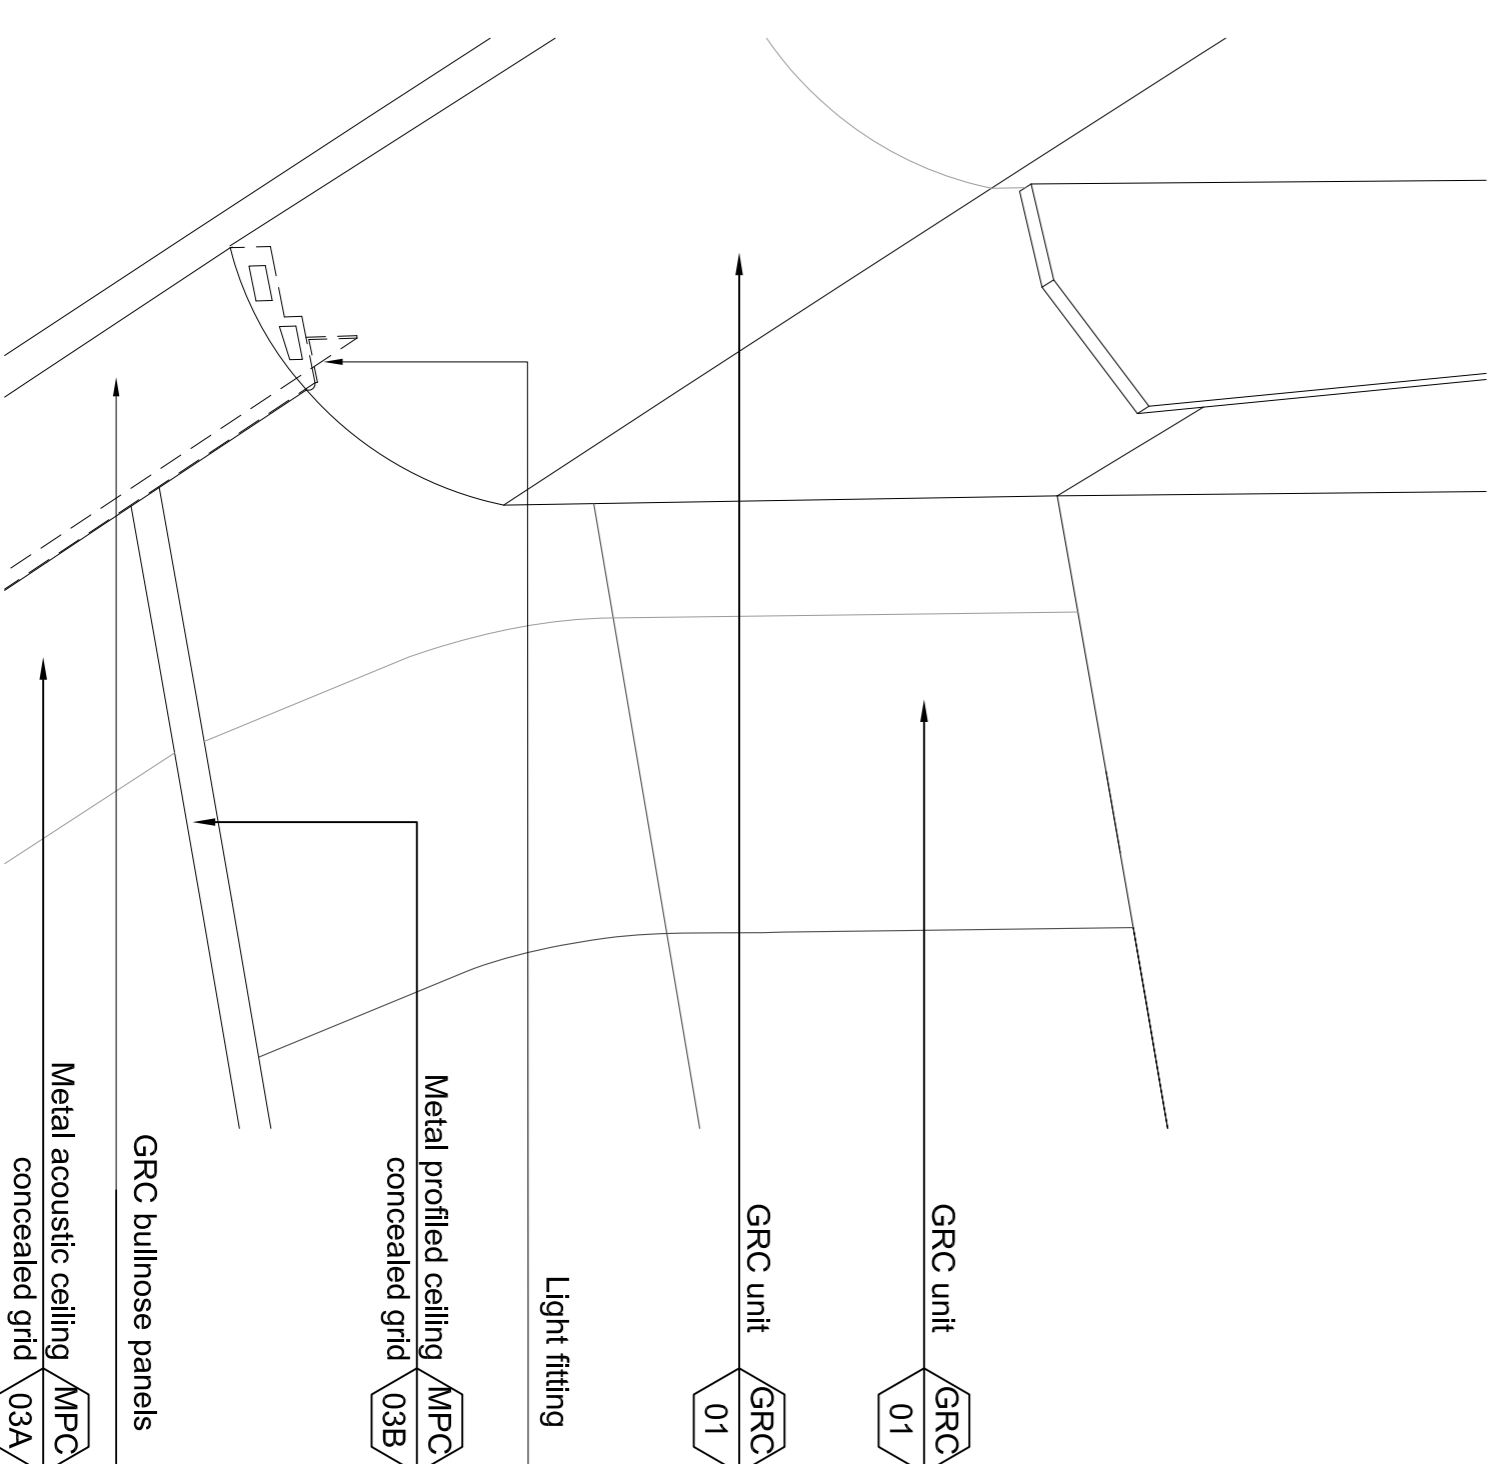 GRC unit
GRC
01
GRC unit
GRC
01
Light fitting
Metal profiled ceiling
concealed grid
MPC
03B
GRC bullnose panels
Metal acoustic ceiling
concealed grid
MPC
03A